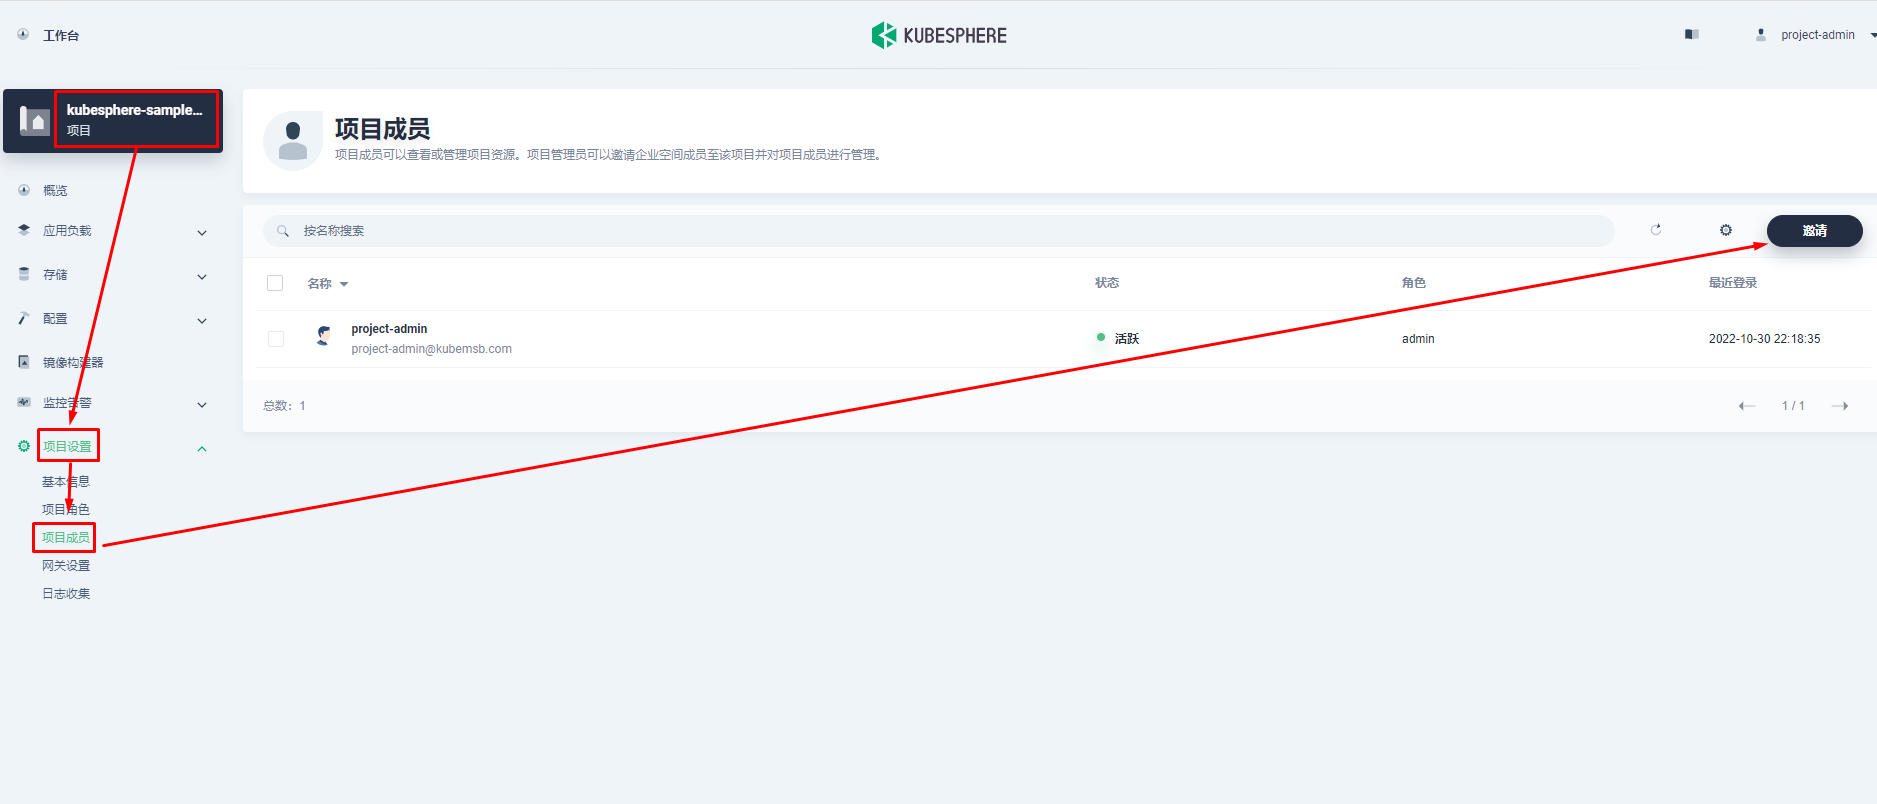 工作台
KUBESPHERE
project-admin
kubesphere-sample...
项目
概览
应用负载
存储
配置
镜像构建器
监控告警
项目设置
基本信息
项目角色
项目成员
网关设置
日志收集
项目成员
项目成员可以查看或管理项目资源。项目管理员可以邀请企业空间成员至该项目并对项目成员进行管理。
按名称搜索
邀请
名称 状态 角色 最近登录
project-admin
project-admin@kubemsb.com
活跃
admin
2022-10-30 22:18:35
总数：1
1 / 1